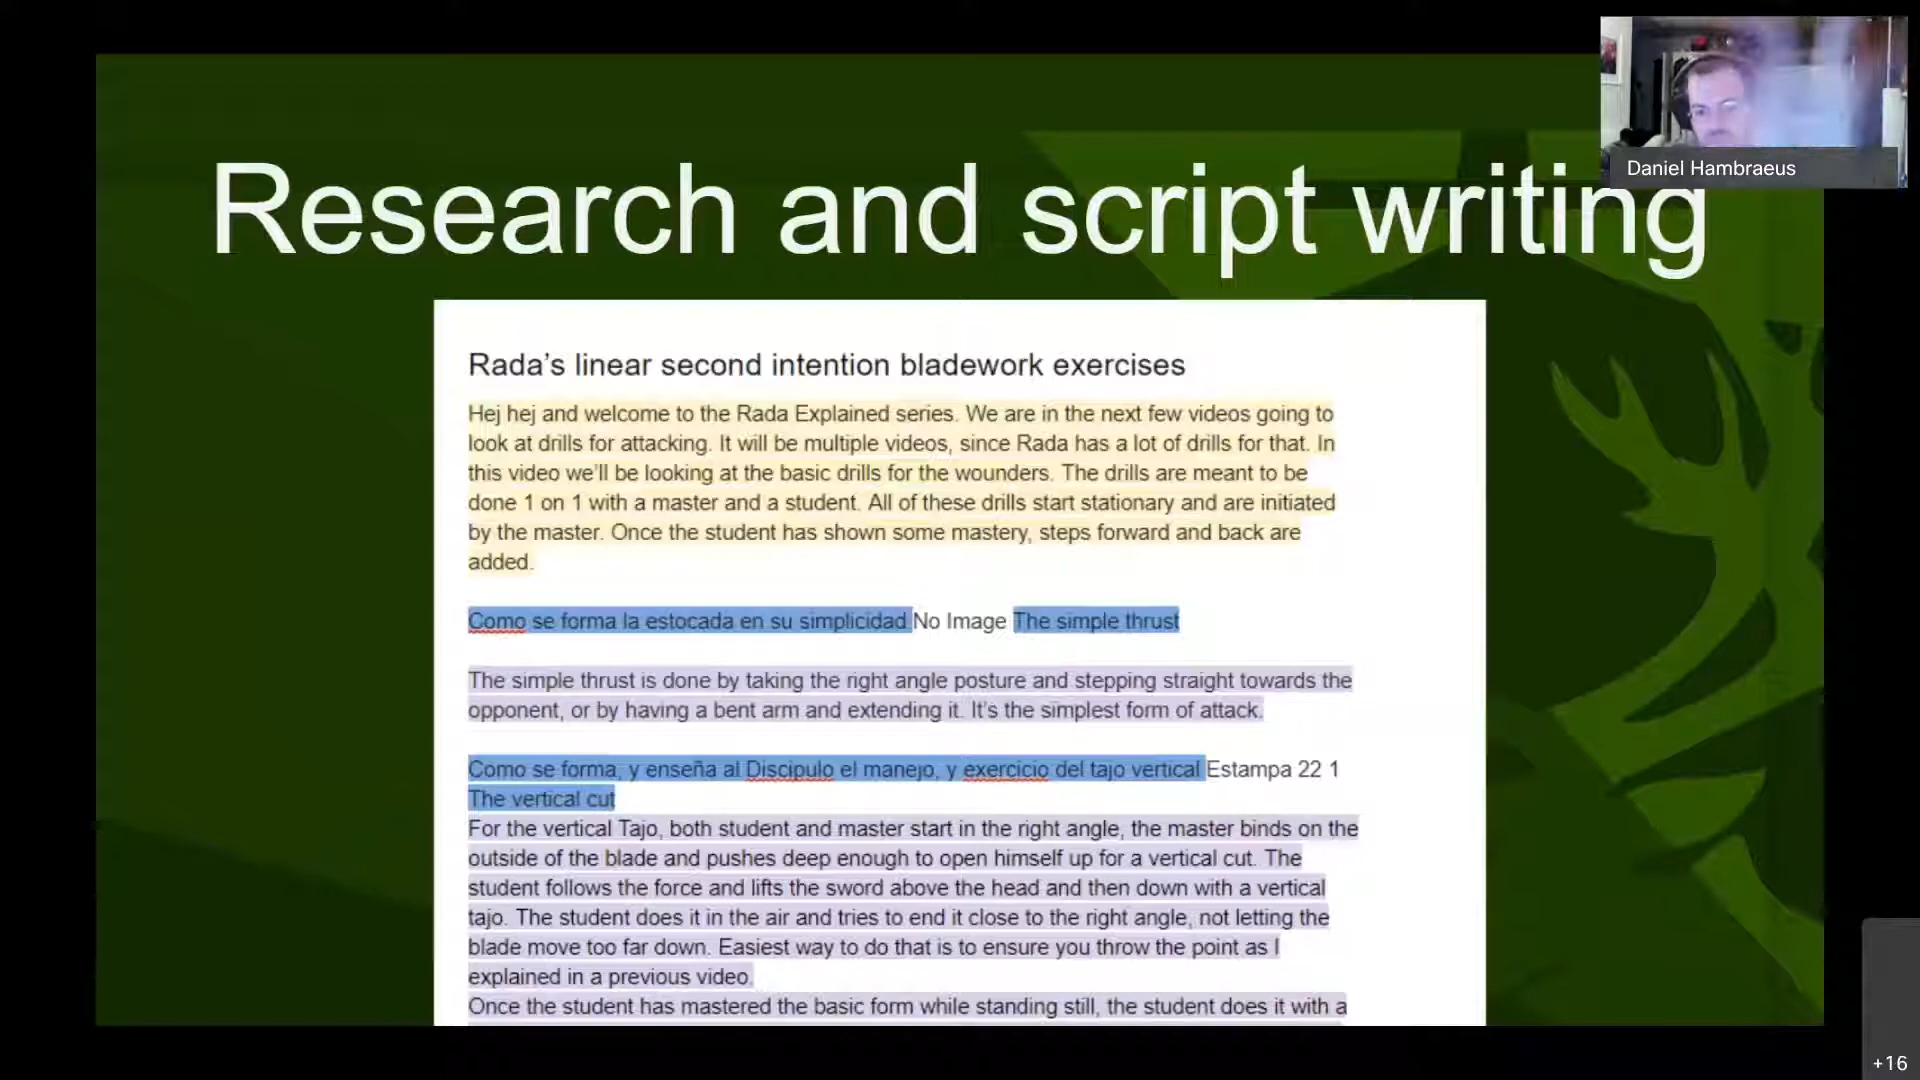 Daniel Hambraeus
Research and script writing
Rada’s linear second intention bladework exercises
Hej hej and welcome to the Rada Explained series. We are in the next few videos going to
look at drills for attacking. It will be multiple videos, since Rada has a lot of drills for that. In
this video we’ll be looking at the basic drills for the wounders. The drills are meant to be
done 1 on 1 with a master and a student. All of these drills start stationary and are initiated
by the master. Once the student has shown some mastery, steps forward and back are
added.
Como se forma la estocada en su simplicidad No Image The simple thrust
The simple thrust is done by taking the right angle posture and stepping straight towards the
opponent, or by having a bent arm and extending it. It’s the simplest form of attack.
Como se forma, y enseña al Discipulo el manejo, y exercicio del tajo vertical Estampa 22 1
The vertical cut
For the vertical Tajo, both student and master start in the right angle, the master binds on the
outside of the blade and pushes deep enough to open himself up for a vertical cut. The
student follows the force and lifts the sword above the head and then down with a vertical
tajo. The student does it in the air and tries to end it close to the right angle, not letting the
blade move too far down. Easiest way to do that is to ensure you throw the point as I
explained in a previous video.
Once the student has mastered the basic form while standing still, the student does it with a
+16